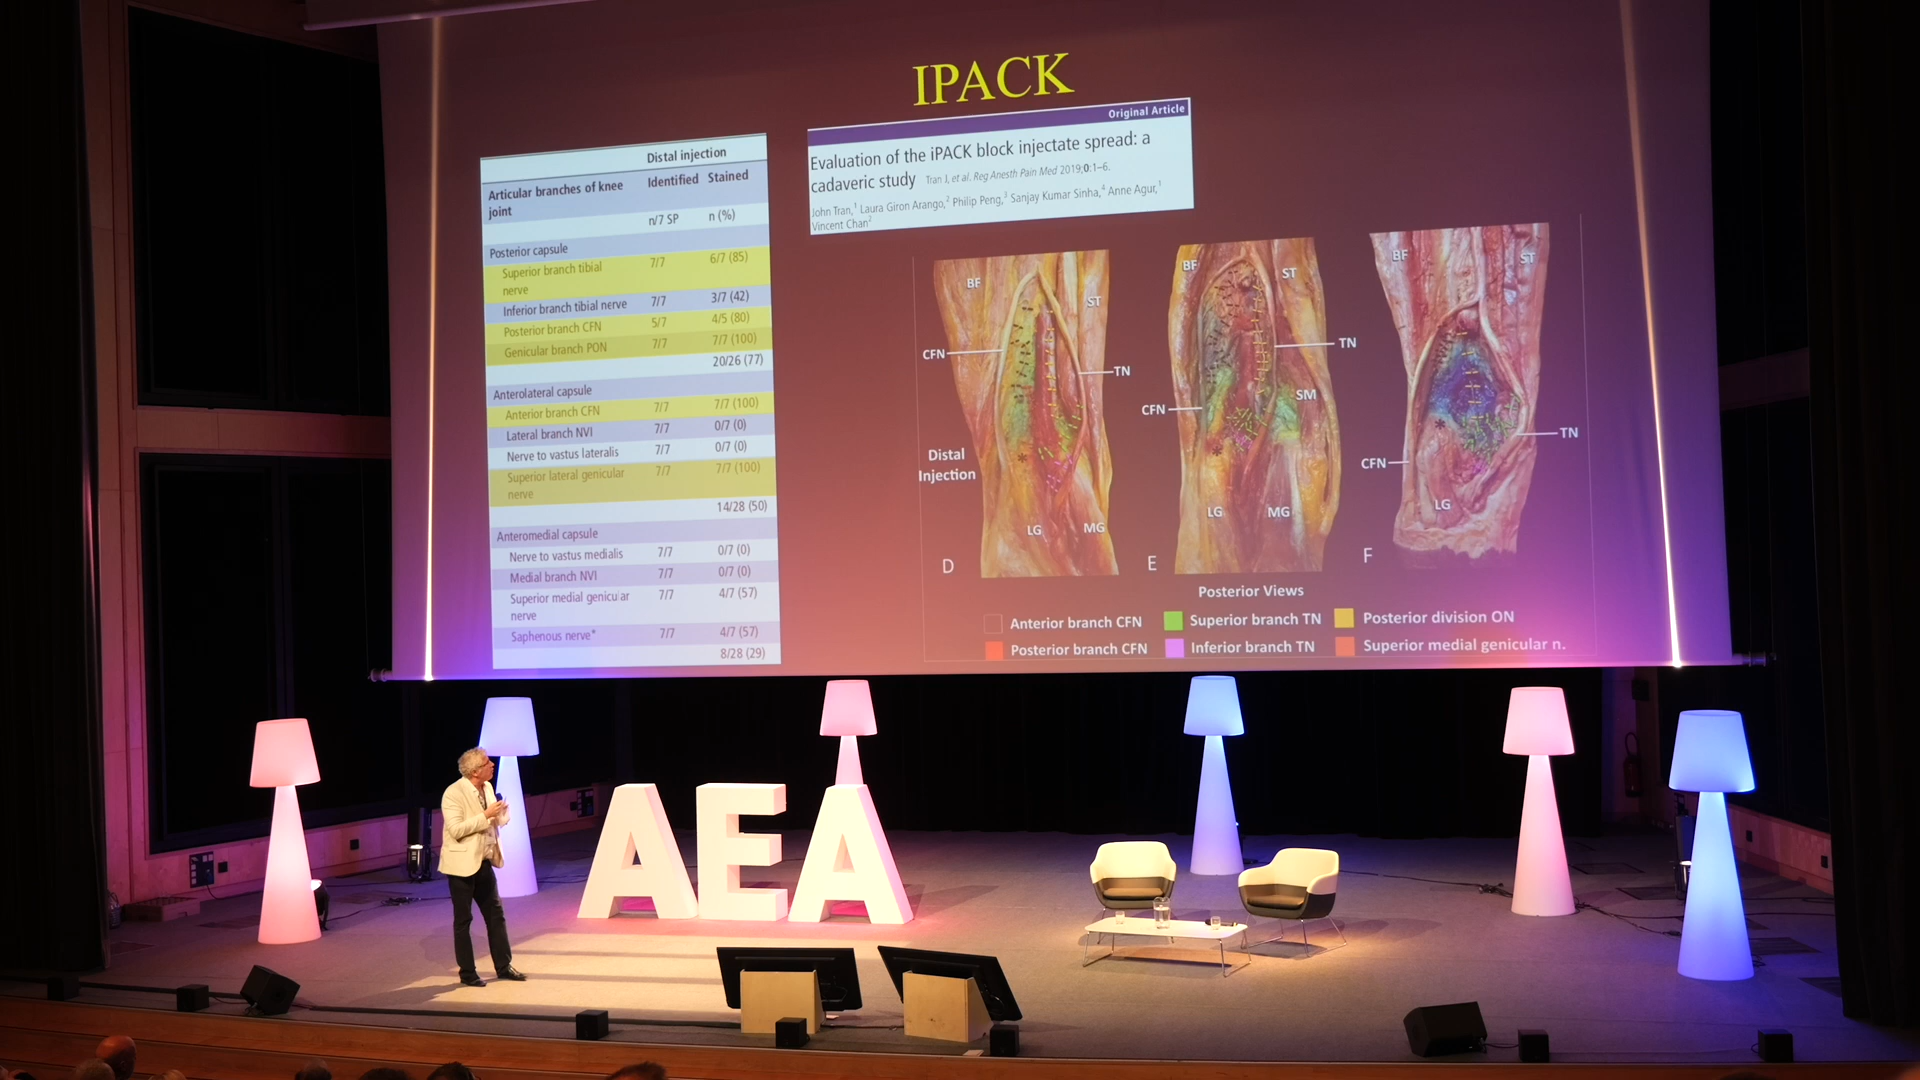 IPACK
Original Article
Evaluation of the iPACK block injectate spread: a
cadaveric study Tran J, et al. Reg Anesth Pain Med 2019;0:1–6.
John Tran,1 Laura Giron Arango,2 Philip Peng,3 Sanjay Kumar Sinha,4 Anne Agur,1
Vincent Chan2
Distal injection
Articular branches of knee Identified Stained
joint
n/7 SP n (%)
Posterior capsule
Superior branch tibial 7/7 6/7 (85)
nerve
Inferior branch tibial nerve 7/7 3/7 (42)
Posterior branch CFN 5/7 4/5 (80)
Genicular branch PON 7/7 7/7 (100)
20/26 (77)
Anterolateral capsule
Anterior branch CFN 7/7 7/7 (100)
Lateral branch NVI 7/7 0/7 (0)
Nerve to vastus lateralis 7/7 0/7 (0)
Superior lateral genicular 7/7 7/7 (100)
nerve
14/28 (50)
Anteromedial capsule
Nerve to vastus medialis 7/7 0/7 (0)
Medial branch NVI 7/7 0/7 (0)
Superior medial genicular 7/7 4/7 (57)
nerve
Saphenous nerve* 7/7 4/7 (57)
8/28 (29)
BF
ST
CFN
TN
Distal
Injection
LG
MG
D
BF
ST
TN
SM
CFN
*
LG
MG
E
BF
ST
*
TN
CFN
LG
F
Posterior Views
Anterior branch CFN Superior branch TN Posterior division ON
Posterior branch CFN Inferior branch TN Superior medial genicular n.
AEA